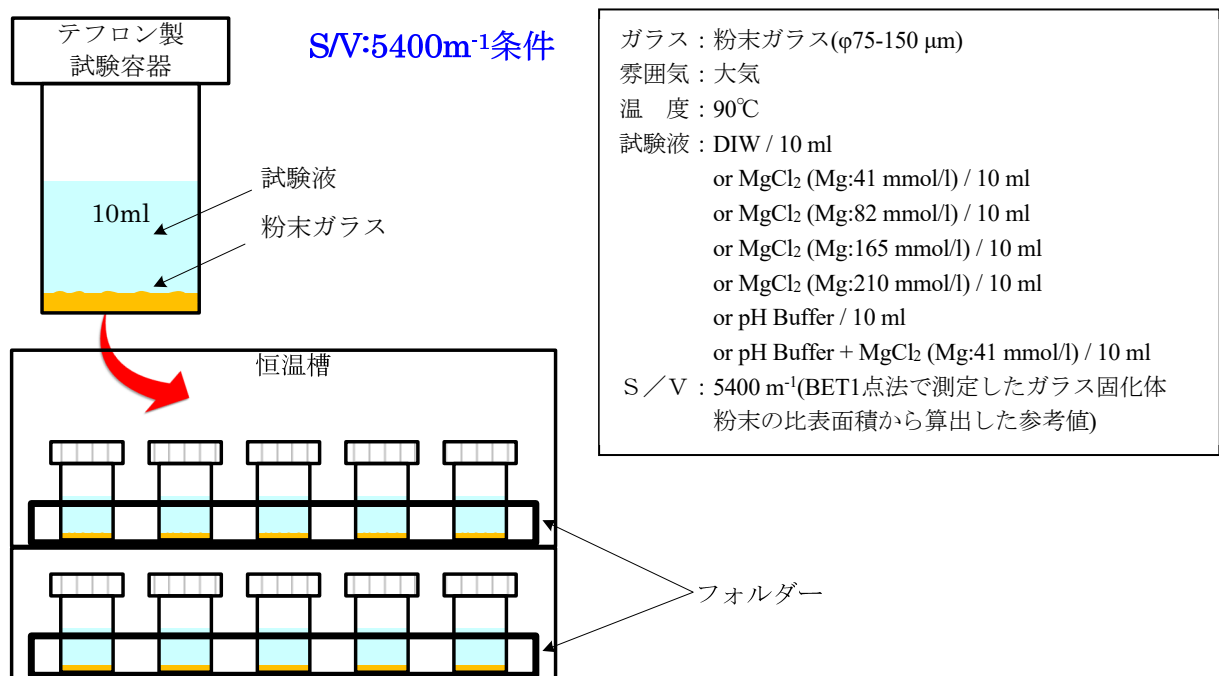 テフロン製
試験容器
S/V:5400m⁻¹条件
試験液
10ml
粉末ガラス
恒温槽
フォルダー
ガラス：粉末ガラス(φ75-150 μm)
雰囲気：大気
温　度：90℃
試験液：DIW / 10 ml
or MgCl₂ (Mg:41 mmol/l) / 10 ml
or MgCl₂ (Mg:82 mmol/l) / 10 ml
or MgCl₂ (Mg:165 mmol/l) / 10 ml
or MgCl₂ (Mg:210 mmol/l) / 10 ml
or pH Buffer / 10 ml
or pH Buffer + MgCl₂ (Mg:41 mmol/l) / 10 ml
Ｓ／Ｖ：5400 m⁻¹(BET1点法で測定したガラス固化体
粉末の比表面積から算出した参考値)